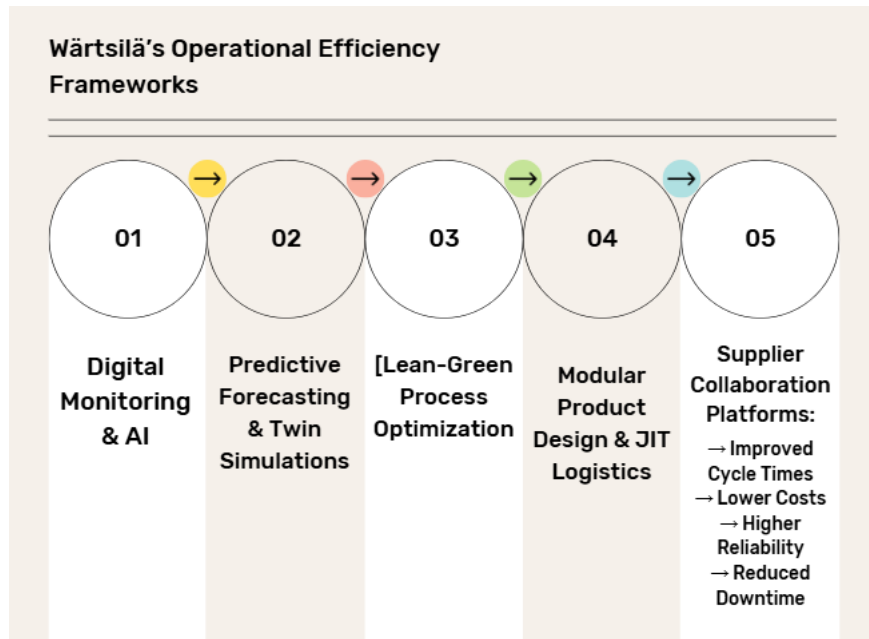 Wärtsilä's Operational Efficiency
Frameworks
→
→
→
→
01
02
03
04
05
Digital
Monitoring
& AI
Predictive
Forecasting
& Twin
Simulations
[Lean-Green
Process
Optimization
Modular
Product
Design & JIT
Logistics
Supplier
Collaboration
Platforms:
→ Improved
Cycle Times
→ Lower Costs
→ Higher
Reliability
→ Reduced
Downtime